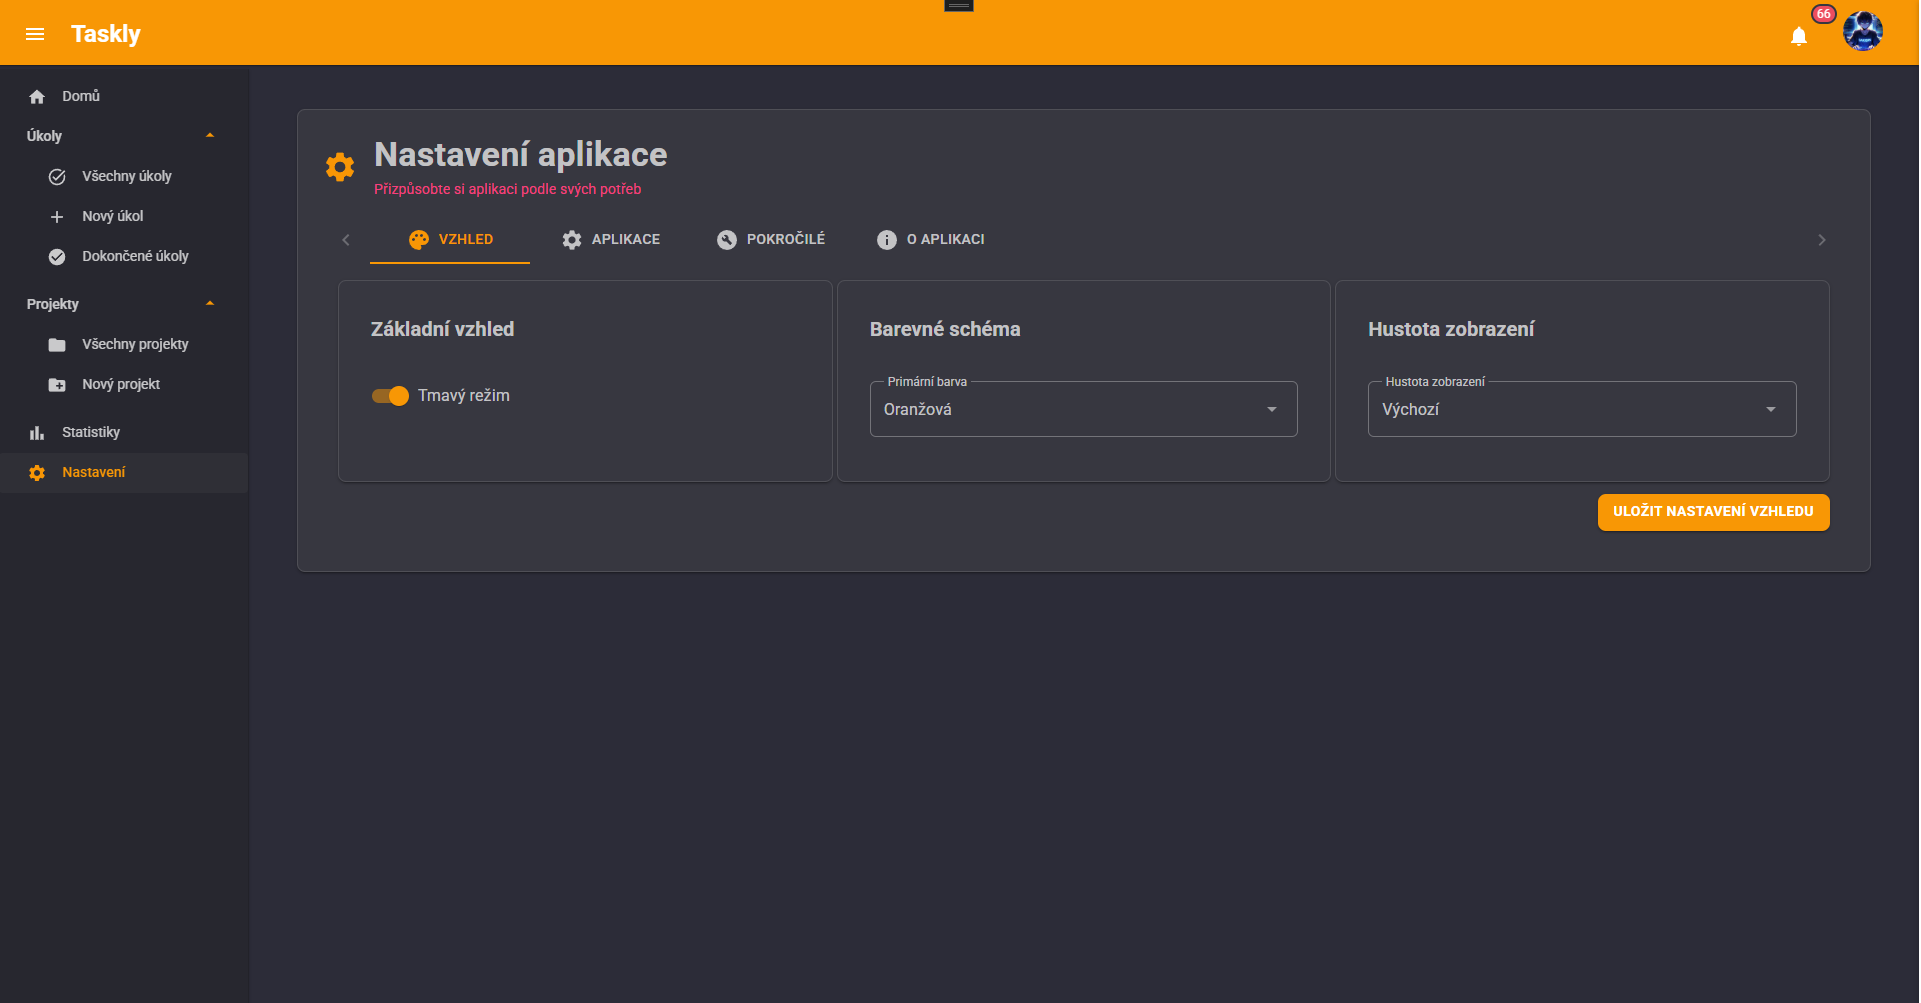 Taskly
66
Domů
Úkoly
Všechny úkoly
Nový úkol
Dokončené úkoly
Projekty
Všechny projekty
Nový projekt
Statistiky
Nastavení
Nastavení aplikace
Přizpůsobte si aplikaci podle svých potřeb
VZHLED
APLIKACE
POKROČILÉ
O APLIKACI
Základní vzhled
Tmavý režim
Barevné schéma
Primární barva
Oranžová
Hustota zobrazení
Hustota zobrazení
Výchozí
ULOŽIT NASTAVENÍ VZHLEDU